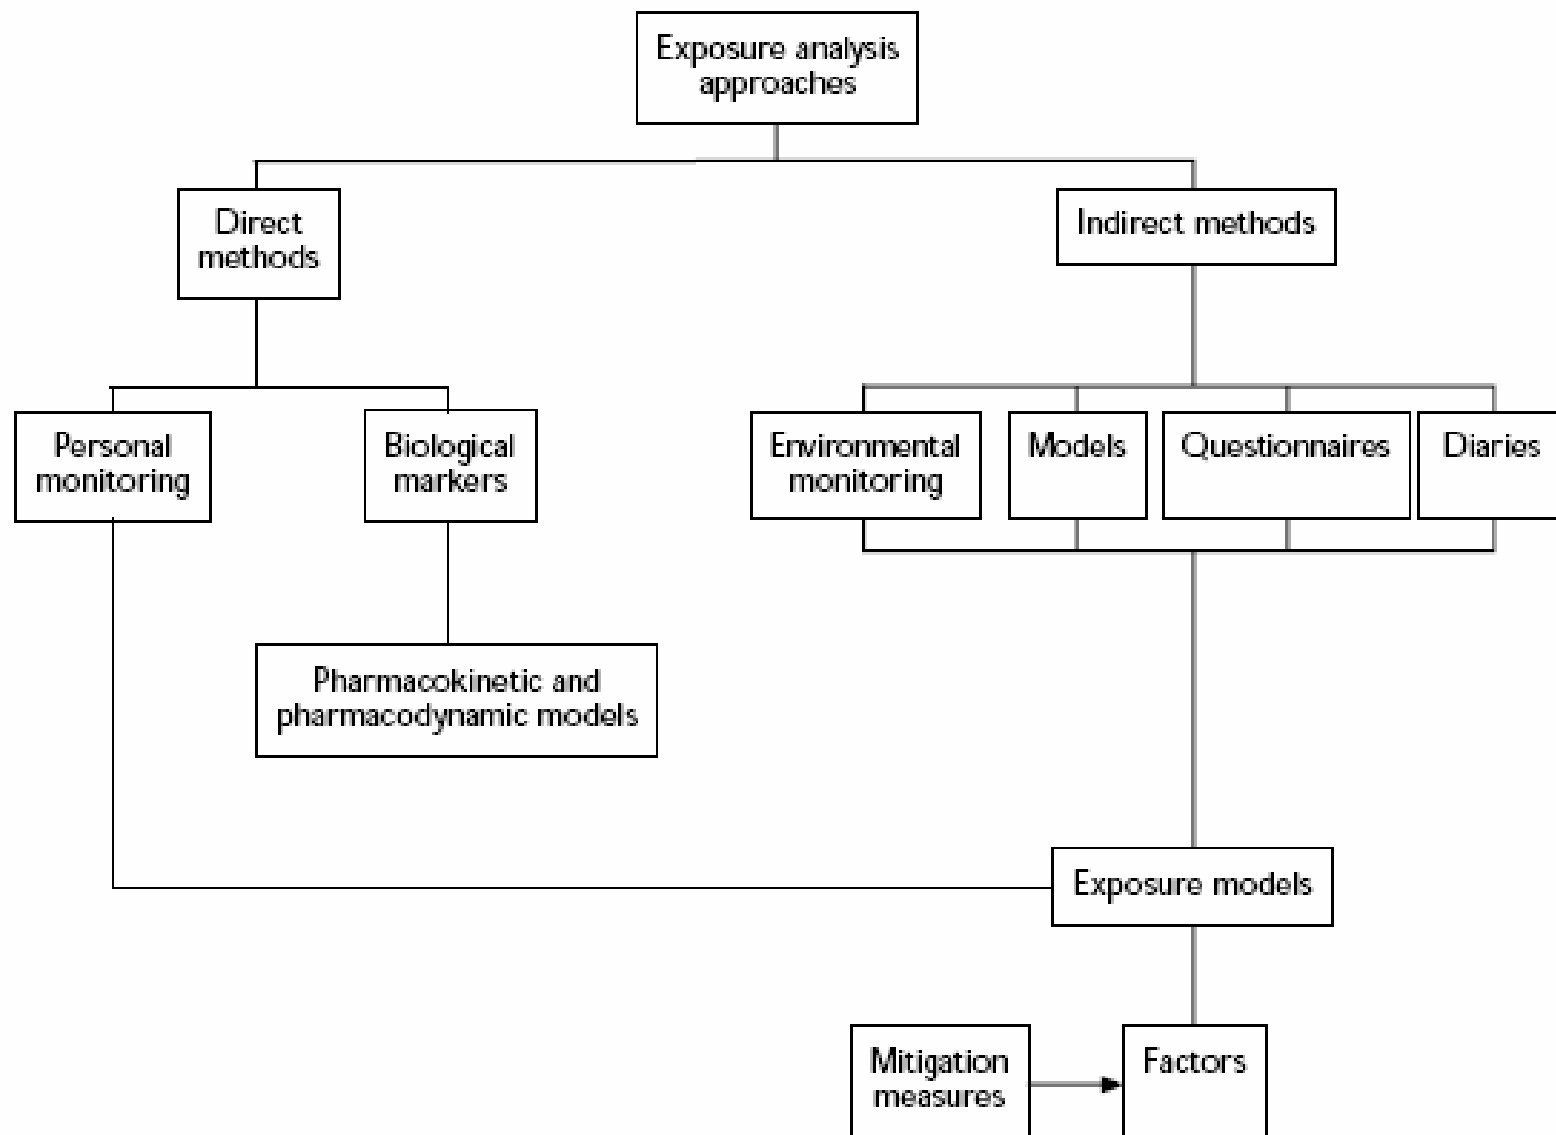 Exposure analysis
approaches
Direct
methods
Indirect methods
Personal
monitoring
Biological
markers
Environmental
monitoring
Models
Questionnaires
Diaries
Pharmacokinetic and
pharmacodynamic models
Exposure models
Mitigation
measures
Factors